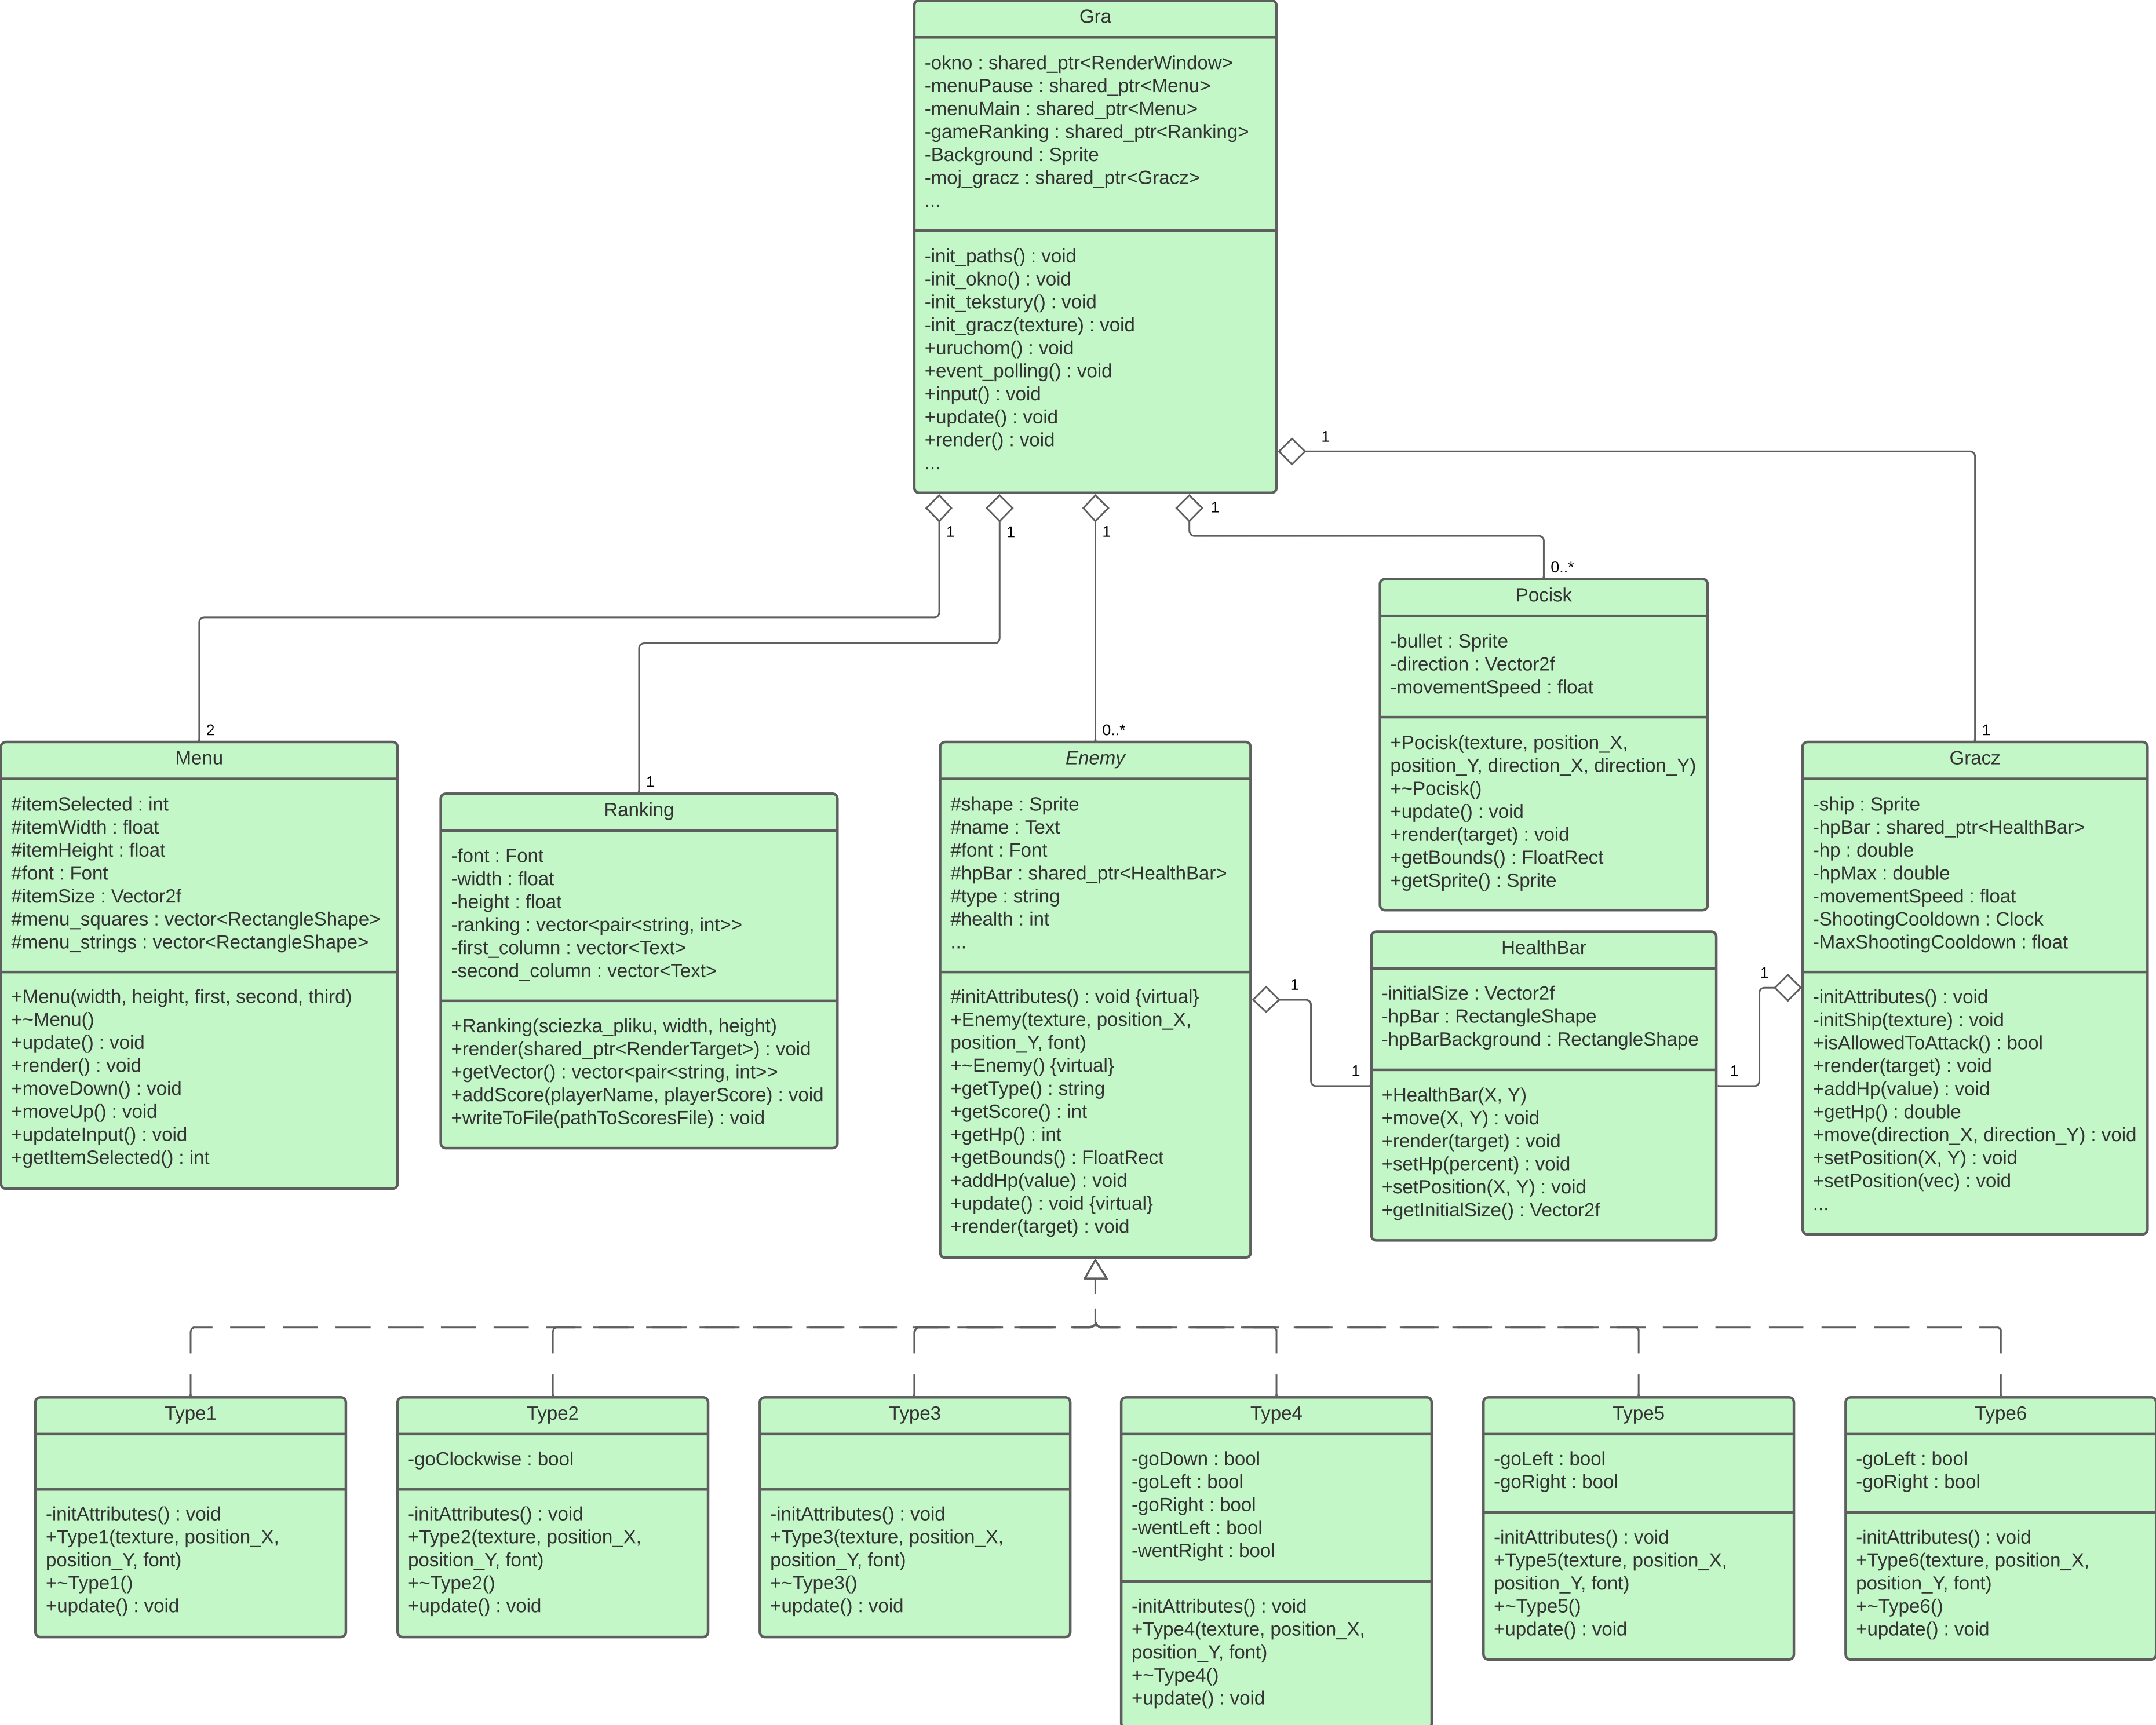 Gra
-okno : shared_ptr<RenderWindow>
-menuPause : shared_ptr<Menu>
-menuMain : shared_ptr<Menu>
-gameRanking : shared_ptr<Ranking>
-Background : Sprite
-moj_gracz : shared_ptr<Gracz>
...
-init_paths() : void
-init_okno() : void
-init_tekstury() : void
-init_gracz(texture) : void
+uruchom() : void
+event_polling() : void
+input() : void
+update() : void
+render() : void
...
1
1
1
1
1
2
1
0..*
0..*
1
Menu
#itemSelected : int
#itemWidth : float
#itemHeight : float
#font : Font
#itemSize : Vector2f
#menu_squares : vector<RectangleShape>
#menu_strings : vector<RectangleShape>
+Menu(width, height, first, second, third)
+~Menu()
+update() : void
+render() : void
+moveDown() : void
+moveUp() : void
+updateInput() : void
+getItemSelected() : int
Ranking
-font : Font
-width : float
-height : float
-ranking : vector<pair<string, int>>
-first_column : vector<Text>
-second_column : vector<Text>
+Ranking(sciezka_pliku, width, height)
+render(shared_ptr<RenderTarget>) : void
+getVector() : vector<pair<string, int>>
+addScore(playerName, playerScore) : void
+writeToFile(pathToScoresFile) : void
Enemy
#shape : Sprite
#name : Text
#font : Font
#hpBar : shared_ptr<HealthBar>
#type : string
#health : int
...
#initAttributes() : void {virtual}
+Enemy(texture, position_X,
position_Y, font)
+~Enemy() {virtual}
+getType() : string
+getScore() : int
+getHp() : int
+getBounds() : FloatRect
+addHp(value) : void
+update() : void {virtual}
+render(target) : void
Pocisk
-bullet : Sprite
-direction : Vector2f
-movementSpeed : float
+Pocisk(texture, position_X,
position_Y, direction_X, direction_Y)
+~Pocisk()
+update() : void
+render(target) : void
+getBounds() : FloatRect
+getSprite() : Sprite
HealthBar
-initialSize : Vector2f
-hpBar : RectangleShape
-hpBarBackground : RectangleShape
+HealthBar(X, Y)
+move(X, Y) : void
+render(target) : void
+setHp(percent) : void
+setPosition(X, Y) : void
+getInitialSize() : Vector2f
1
1
1
1
Gracz
-ship : Sprite
-hpBar : shared_ptr<HealthBar>
-hp : double
-hpMax : double
-movementSpeed : float
-ShootingCooldown : Clock
-MaxShootingCooldown : float
-initAttributes() : void
-initShip(texture) : void
+isAllowedToAttack() : bool
+render(target) : void
+addHp(value) : void
+getHp() : double
+move(direction_X, direction_Y) : void
+setPosition(X, Y) : void
+setPosition(vec) : void
...
Type1
-initAttributes() : void
+Type1(texture, position_X,
position_Y, font)
+~Type1()
+update() : void
Type2
-goClockwise : bool
-initAttributes() : void
+Type2(texture, position_X,
position_Y, font)
+~Type2()
+update() : void
Type3
-initAttributes() : void
+Type3(texture, position_X,
position_Y, font)
+~Type3()
+update() : void
Type4
-goDown : bool
-goLeft : bool
-goRight : bool
-wentLeft : bool
-wentRight : bool
-initAttributes() : void
+Type4(texture, position_X,
position_Y, font)
+~Type4()
+update() : void
Type5
-goLeft : bool
-goRight : bool
-initAttributes() : void
+Type5(texture, position_X,
position_Y, font)
+~Type5()
+update() : void
Type6
-goLeft : bool
-goRight : bool
-initAttributes() : void
+Type6(texture, position_X,
position_Y, font)
+~Type6()
+update() : void